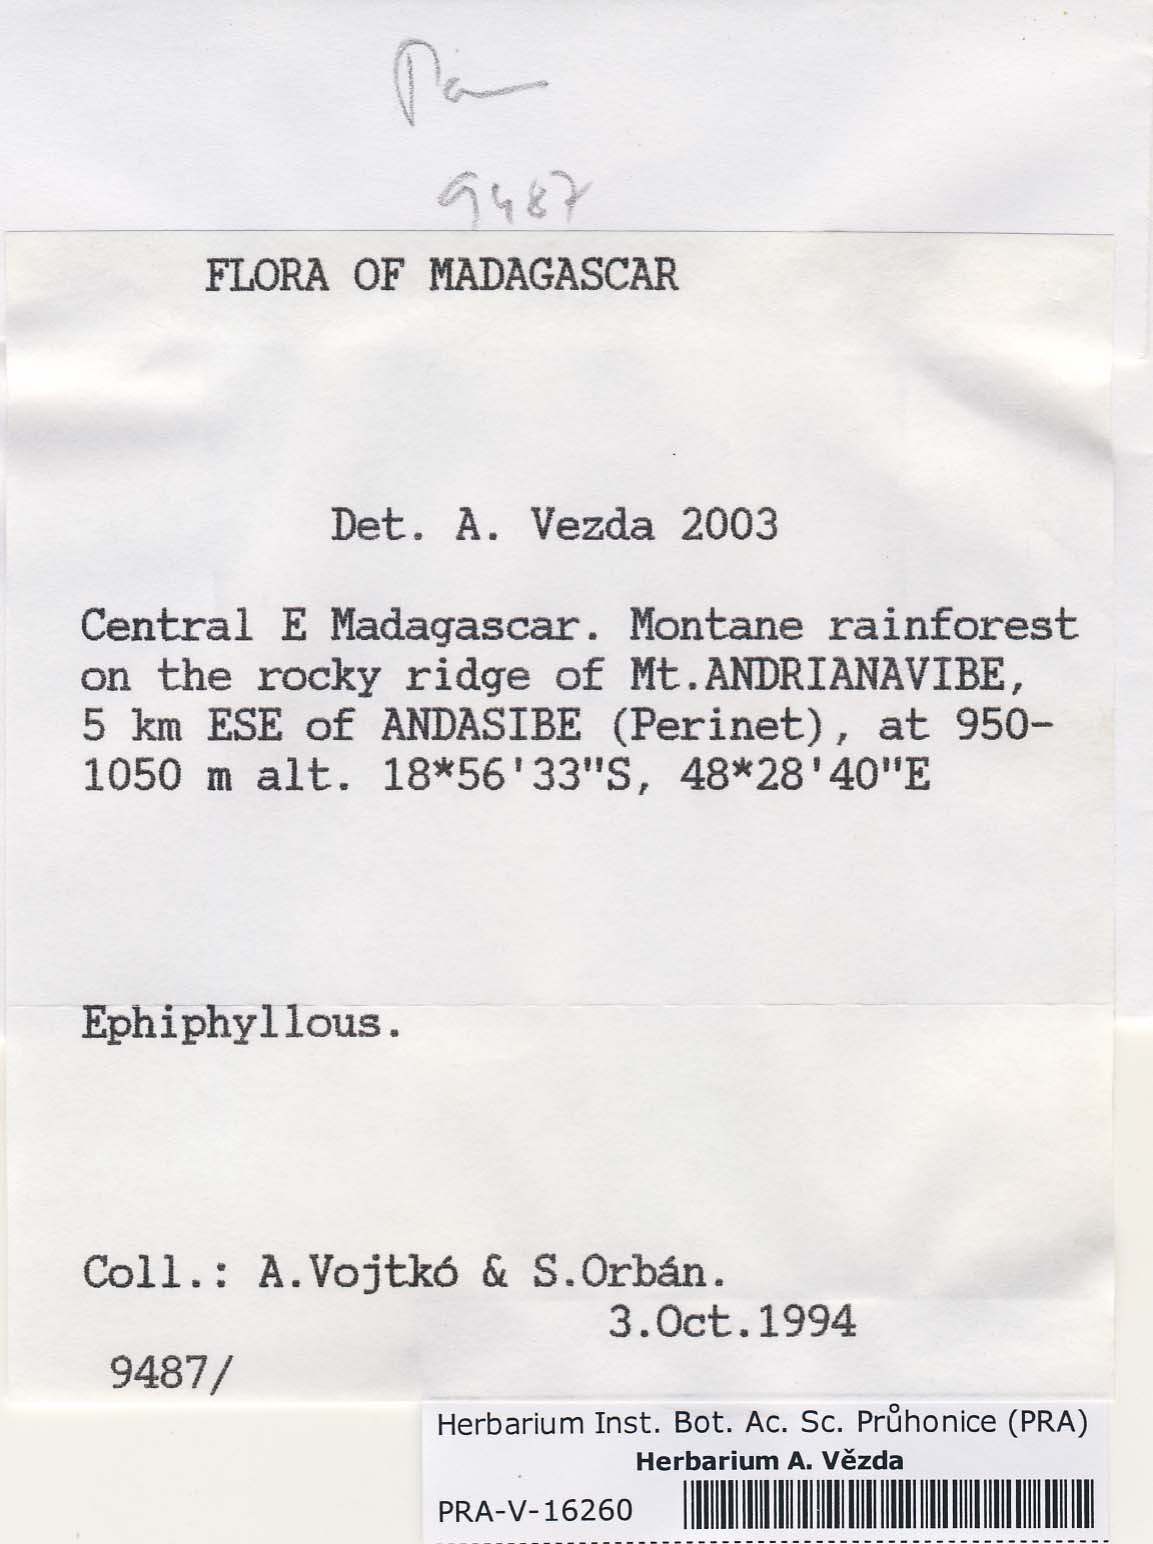 9487
FLORA OF MADAGASCAR
Det. A. Vezda 2003
Central E Madagascar. Montane rainforest
on the rocky ridge of Mt.ANDRIANAVIBE,
5 km ESE of ANDASIBE (Perinet), at 950-
1050 m alt. 18*56'33"S, 48*28'40"E
Ephiphyllous.
Coll.: A.Vojtkó & S.Orbán.
3.Oct.1994
9487/
Herbarium Inst. Bot. Ac. Sc. Průhonice (PRA)
Herbarium A. Vězda
PRA-V-16260